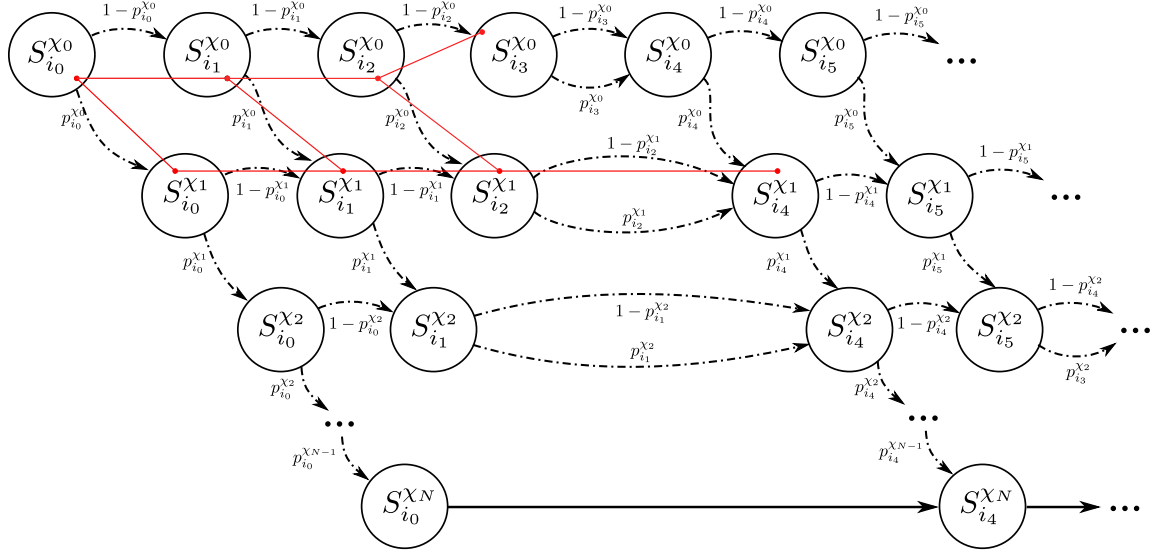 1 − p_{i_0}^{χ_0} 1 − p_{i_1}^{χ_0} 1 − p_{i_2}^{χ_0} 1 − p_{i_3}^{χ_0} 1 − p_{i_4}^{χ_0} 1 − p_{i_5}^{χ_0}
S_{i_0}^{χ_0} S_{i_1}^{χ_0} S_{i_2}^{χ_0} S_{i_3}^{χ_0} S_{i_4}^{χ_0} S_{i_5}^{χ_0} ...
p_{i_3}^{χ_0}
p_{i_0}^{χ_0} p_{i_1}^{χ_0} p_{i_2}^{χ_0} p_{i_4}^{χ_0} p_{i_5}^{χ_0}
1 − p_{i_2}^{χ_1} 1 − p_{i_5}^{χ_1}
S_{i_0}^{χ_1} 1 − p_{i_0}^{χ_1} S_{i_1}^{χ_1} 1 − p_{i_1}^{χ_1} S_{i_2}^{χ_1} S_{i_4}^{χ_1} 1 − p_{i_4}^{χ_1} S_{i_5}^{χ_1} ...
p_{i_2}^{χ_1}
p_{i_0}^{χ_1} p_{i_1}^{χ_1} p_{i_4}^{χ_1} p_{i_5}^{χ_1}
1 − p_{i_1}^{χ_2} 1 − p_{i_4}^{χ_2}
S_{i_0}^{χ_2} 1 − p_{i_0}^{χ_2} S_{i_1}^{χ_2} S_{i_4}^{χ_2} 1 − p_{i_4}^{χ_2} S_{i_5}^{χ_2} ...
p_{i_1}^{χ_2} p_{i_3}^{χ_2}
p_{i_0}^{χ_2} p_{i_4}^{χ_2}
... ...
p_{i_0}^{χ_{N−1}} p_{i_4}^{χ_{N−1}}
S_{i_0}^{χ_N} S_{i_4}^{χ_N} ...